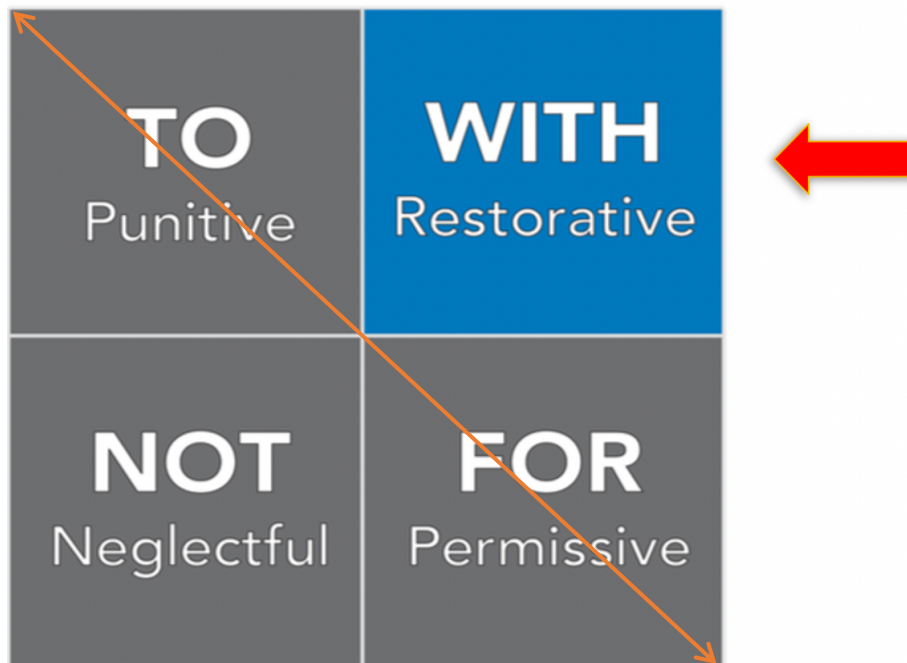 TO
Punitive
WITH
Restorative
NOT
Neglectful
FOR
Permissive